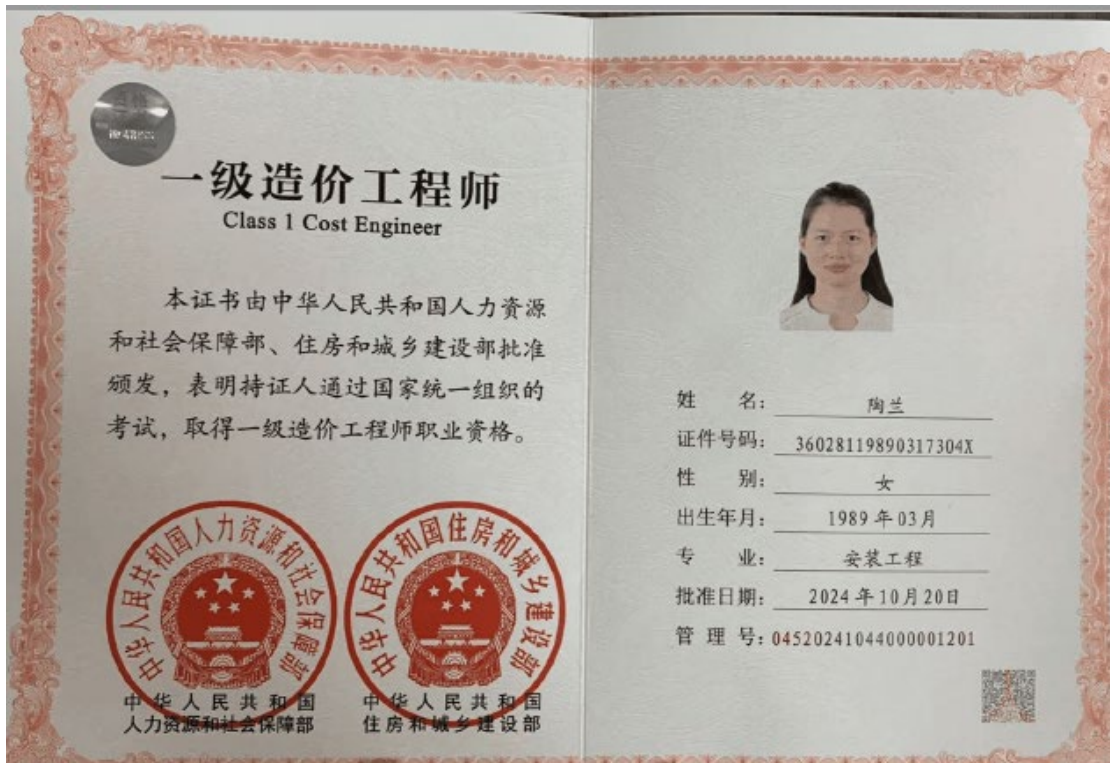 一级造价工程师
Class 1 Cost Engineer
本证书由中华人民共和国人力资源
和社会保障部、住房和城乡建设部批准
颁发，表明持证人通过国家统一组织的
考试，取得一级造价工程师职业资格。
中华人民共和国人力资源和社会保障部
中华人民共和国住房和城乡建设部
中华人民共和国
人力资源和社会保障部
中华人民共和国
住房和城乡建设部
姓 名：陶兰
证件号码：36028119890317304X
性 别：女
出生年月：1989年03月
专 业：安装工程
批准日期：2024年10月20日
管 理 号：04520241044000001201